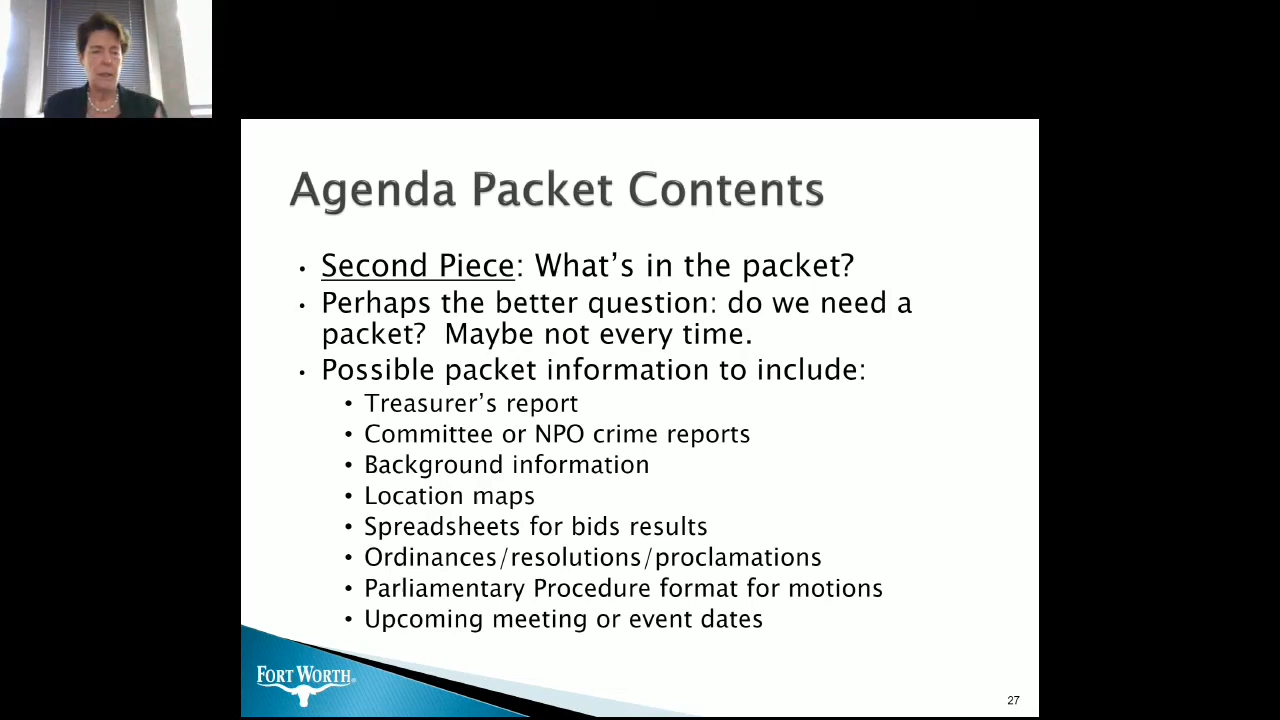 Agenda Packet Contents
• Second Piece: What's in the packet?
• Perhaps the better question: do we need a
packet?  Maybe not every time.
• Possible packet information to include:
• Treasurer's report
• Committee or NPO crime reports
• Background information
• Location maps
• Spreadsheets for bids results
• Ordinances/resolutions/proclamations
• Parliamentary Procedure format for motions
• Upcoming meeting or event dates
FORT WORTH®
27